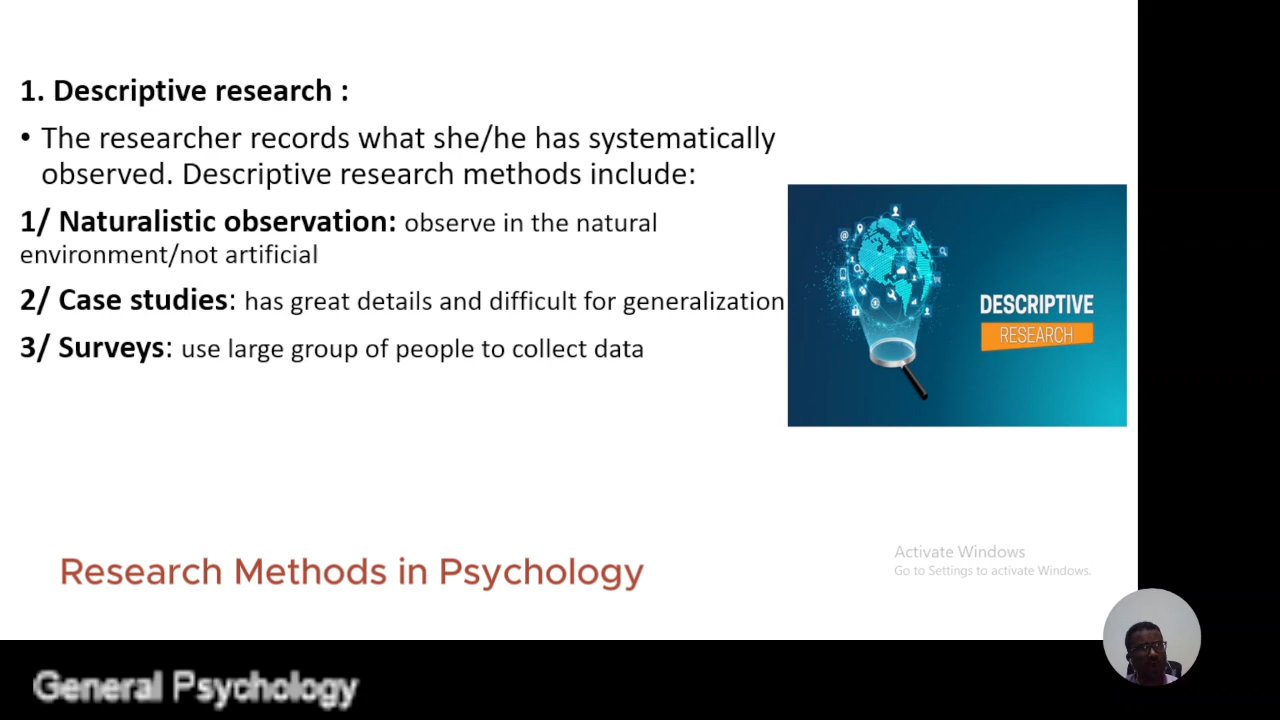 1. Descriptive research :
• The researcher records what she/he has systematically
observed. Descriptive research methods include:
1/ Naturalistic observation: observe in the natural
environment/not artificial
2/ Case studies: has great details and difficult for generalization
3/ Surveys: use large group of people to collect data
DESCRIPTIVE
RESEARCH
Research Methods in Psychology
Activate Windows
Go to Settings to activate Windows.
General Psychology